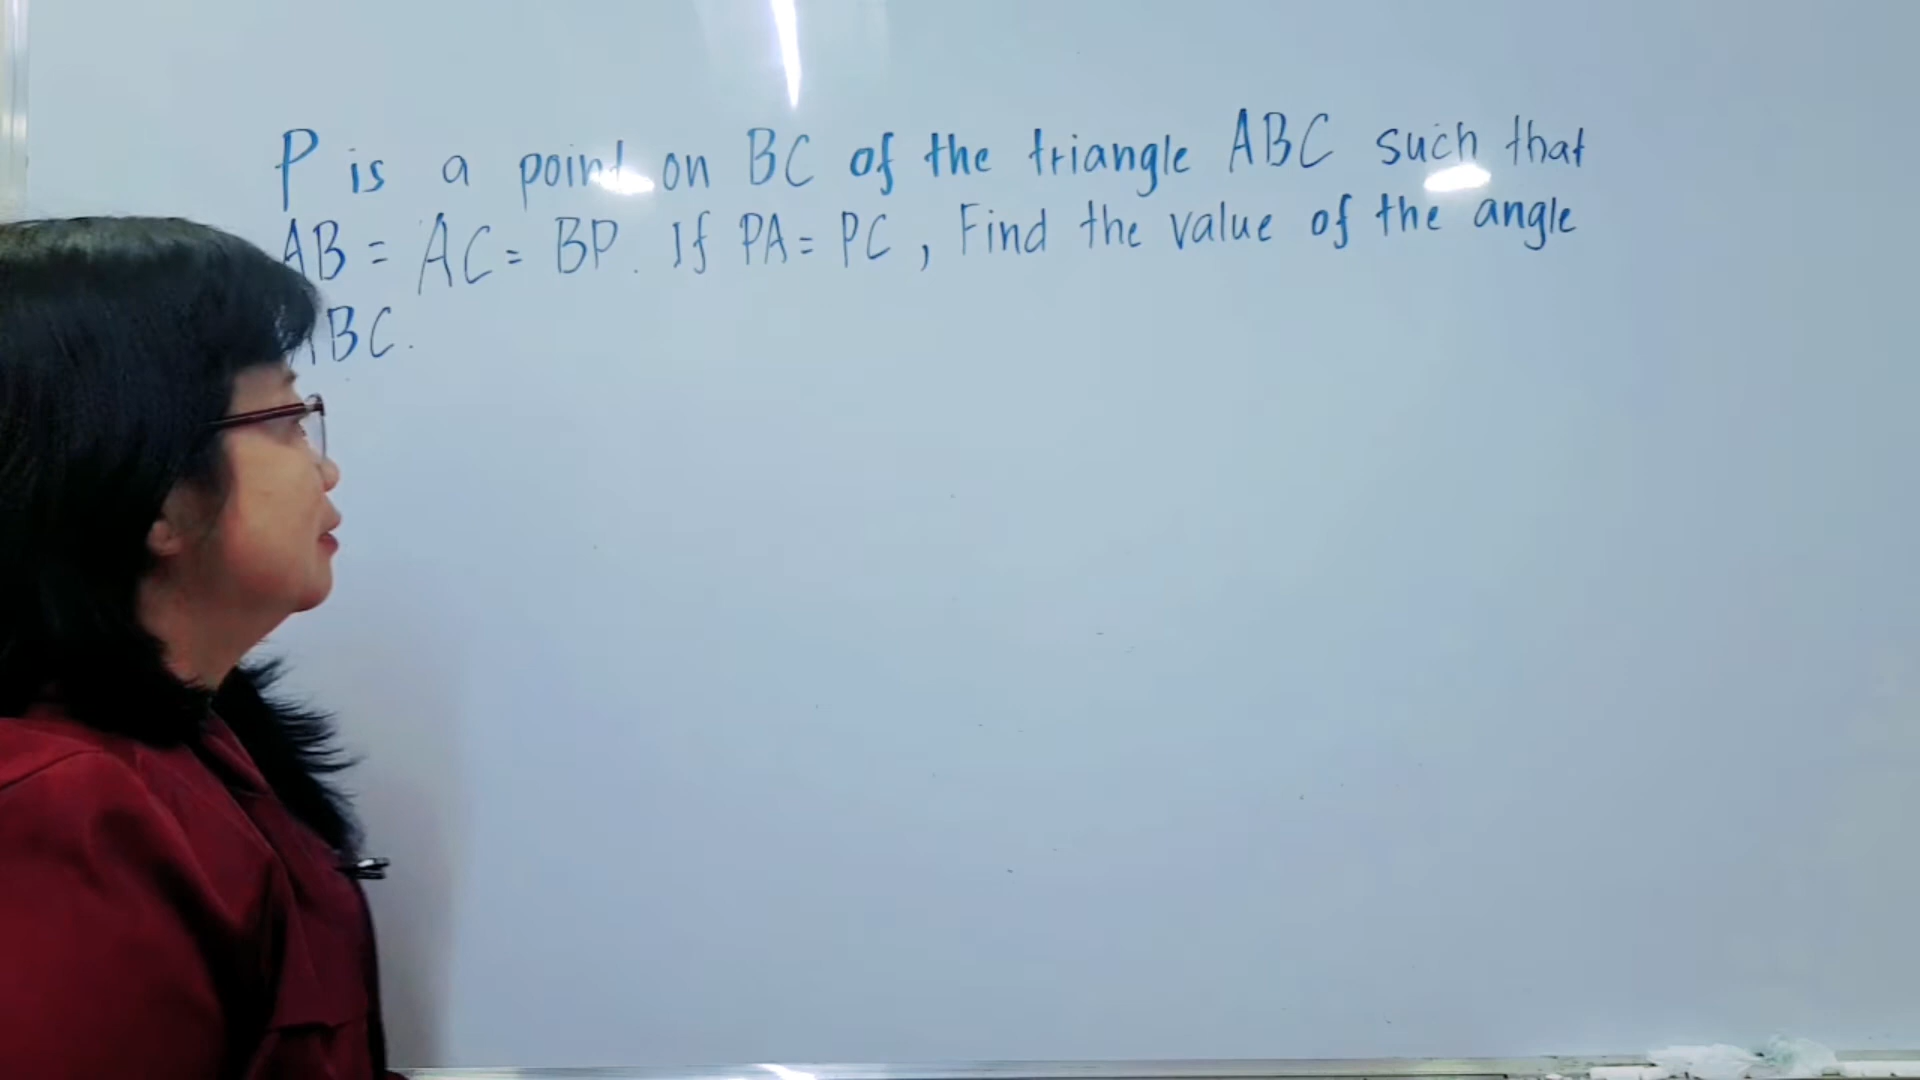 P is a point on BC of the triangle ABC such that
AB = AC = BP. If PA = PC, Find the value of the angle
ABC.